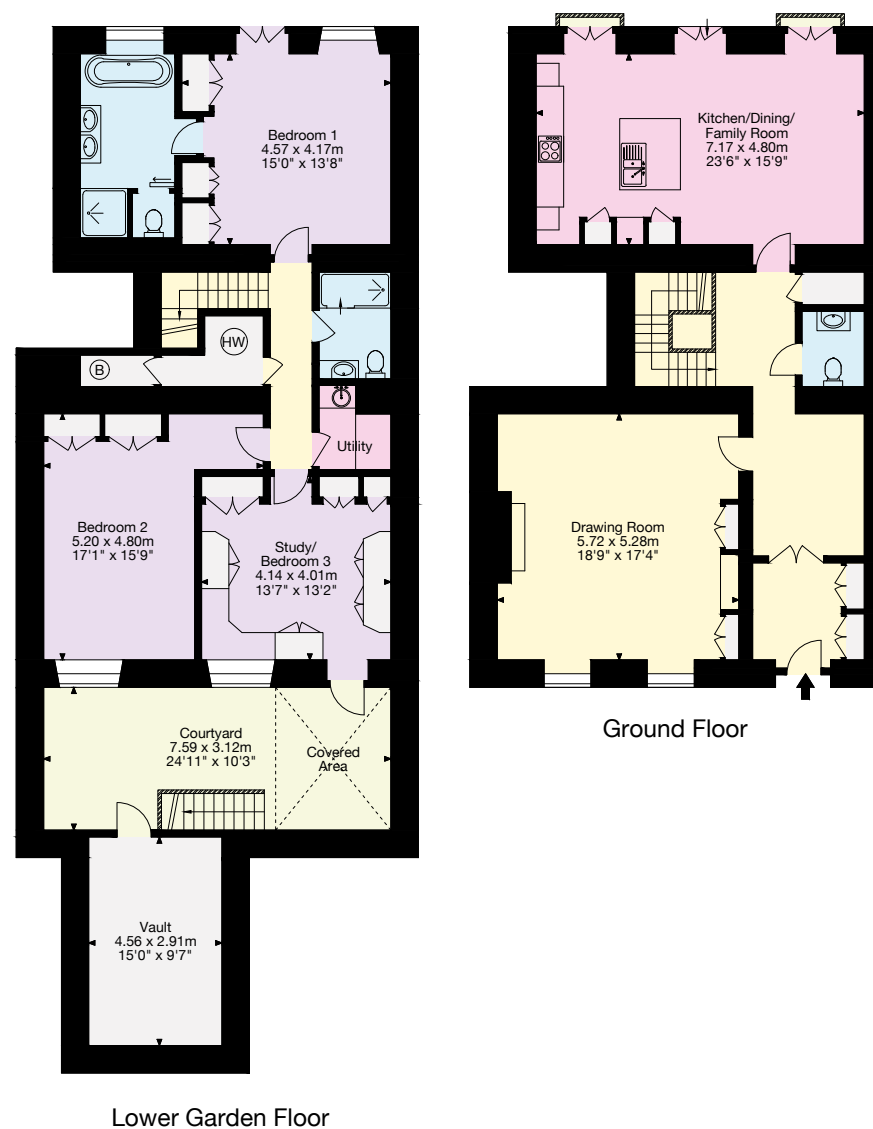 Bedroom 1
4.57 x 4.17m
15'0" x 13'8"
Kitchen/Dining/
Family Room
7.17 x 4.80m
23'6" x 15'9"
HW
B
Utility
Bedroom 2
5.20 x 4.80m
17'1" x 15'9"
Study/
Bedroom 3
4.14 x 4.01m
13'7" x 13'2"
Drawing Room
5.72 x 5.28m
18'9" x 17'4"
Courtyard
7.59 x 3.12m
24'11" x 10'3"
Covered
Area
Ground Floor
Vault
4.56 x 2.91m
15'0" x 9'7"
Lower Garden Floor